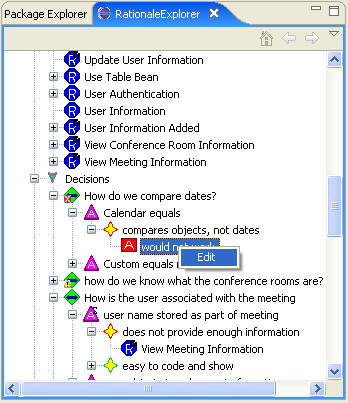 Package Explorer RationaleExplorer
Update User Information
Use Table Bean
User Authentication
User Information
User Information Added
View Conference Room Information
View Meeting Information
Decisions
How do we compare dates?
Calendar equals
compares objects, not dates
would not
Edit
Custom equals
how do we know what the conference rooms are?
How is the user associated with the meeting
user name stored as part of meeting
does not provide enough information
View Meeting Information
easy to code and show